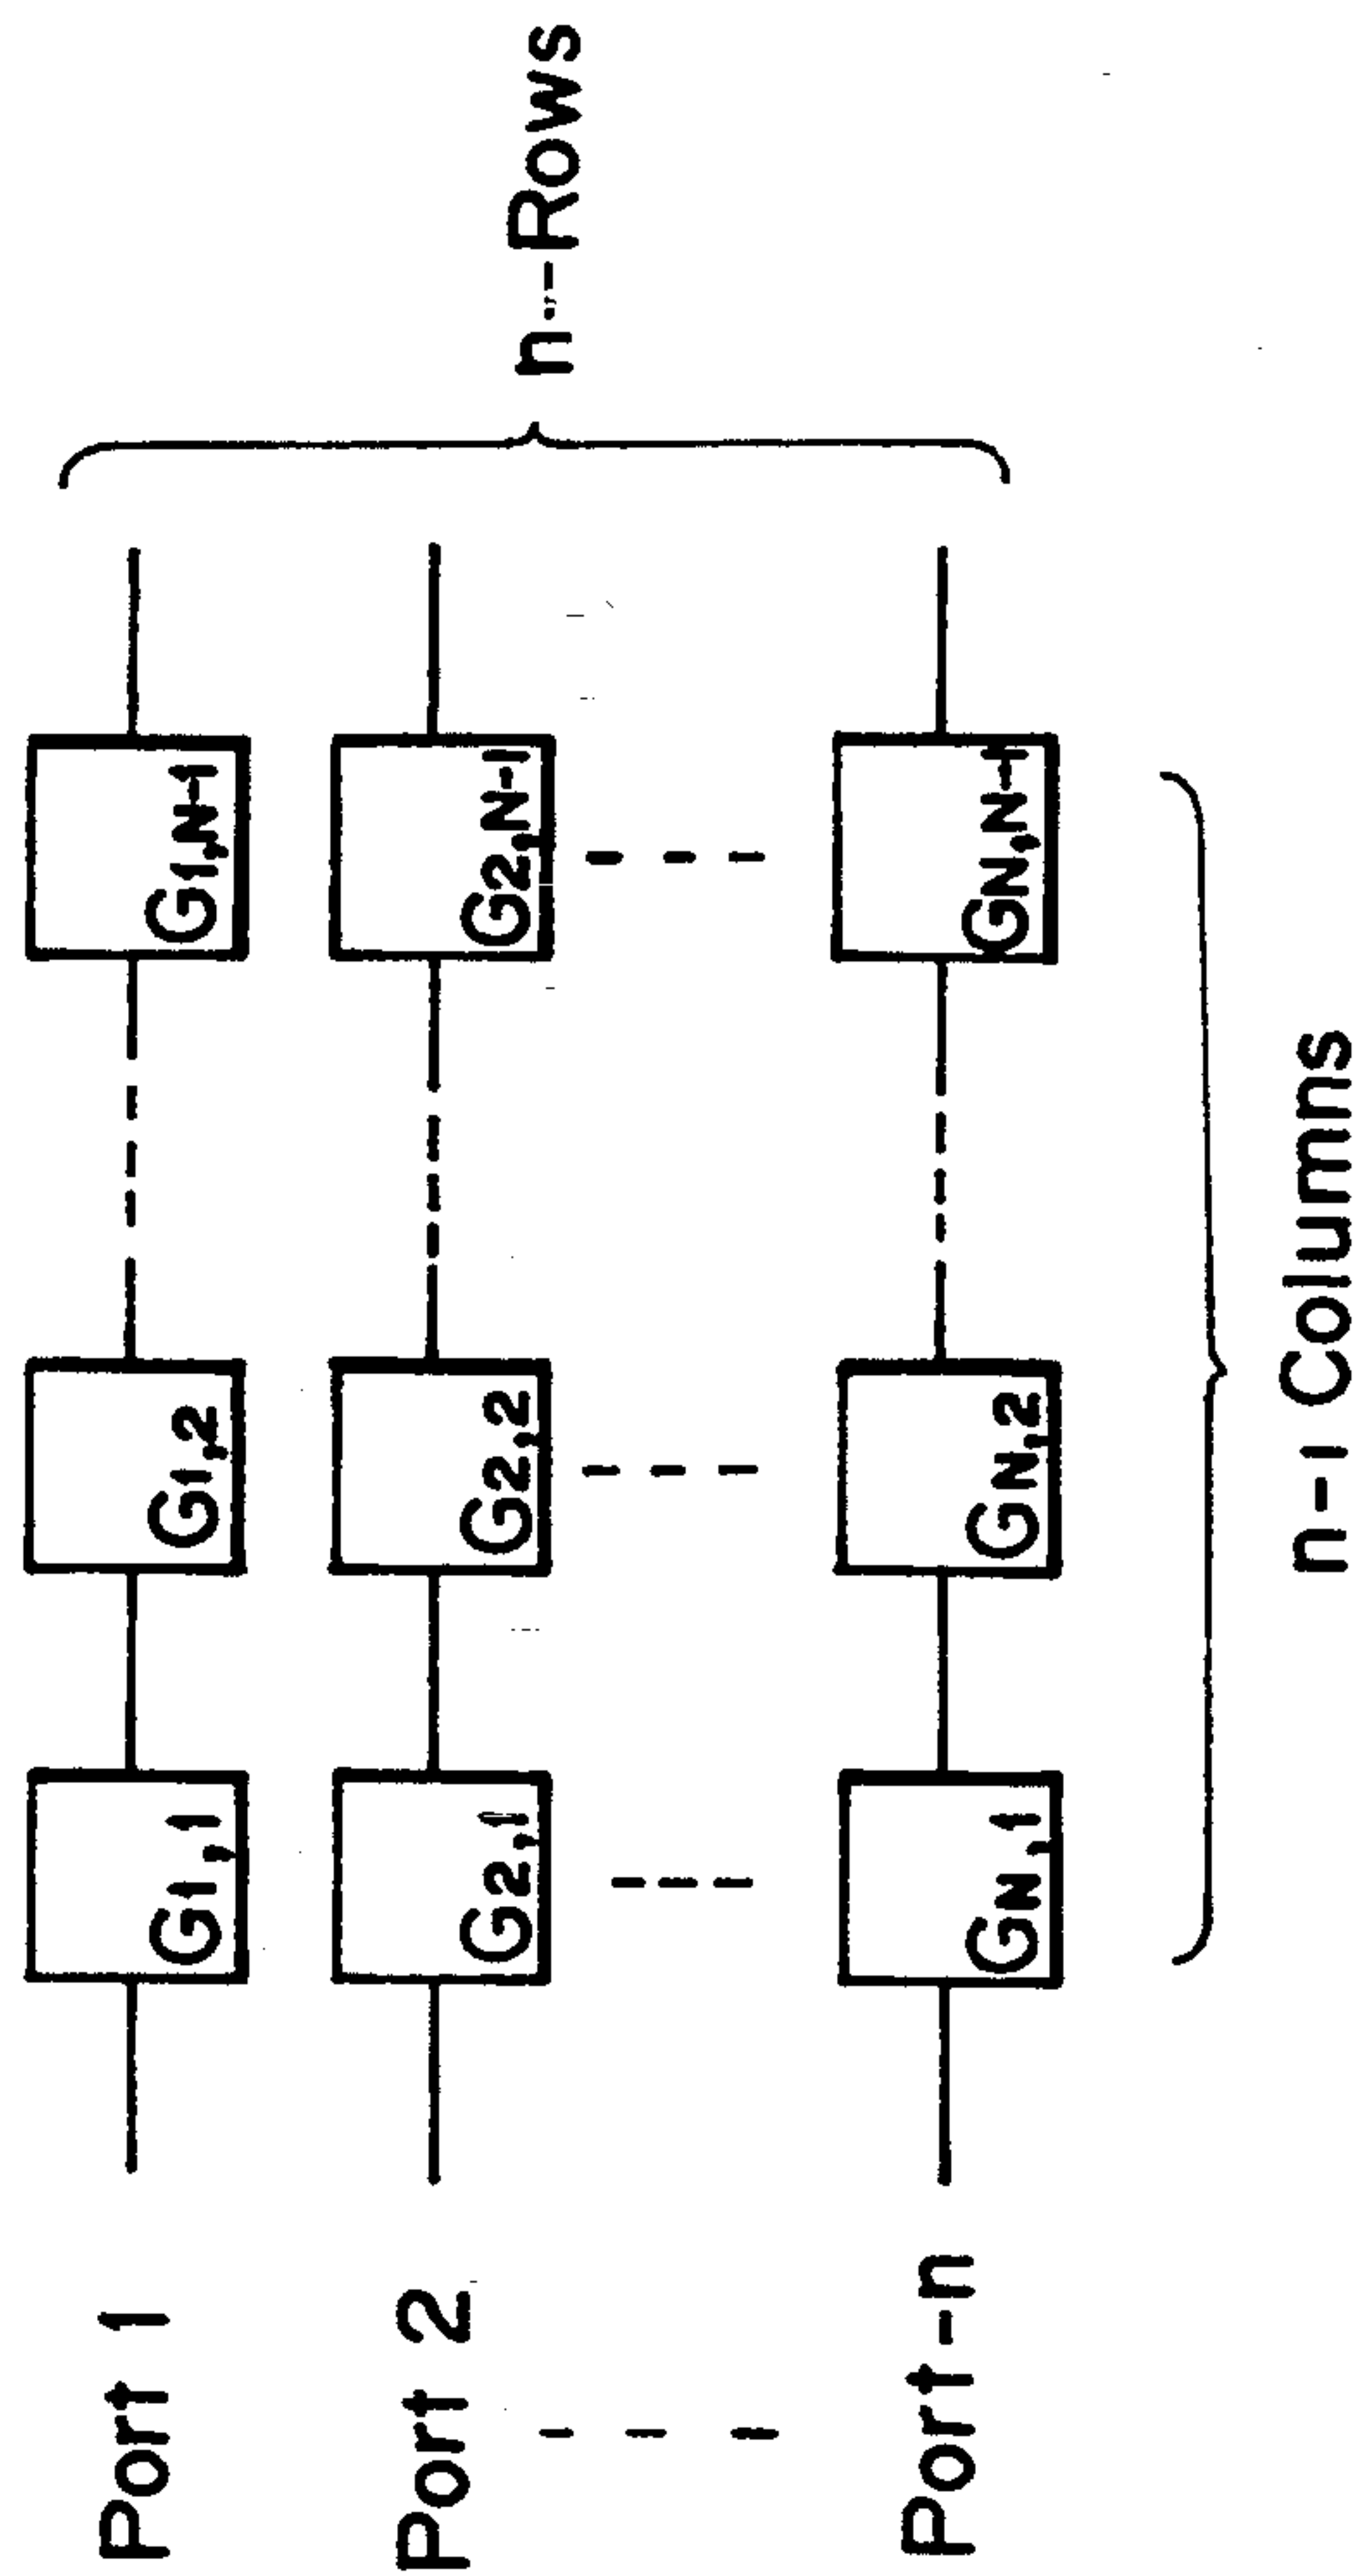 Port 1
G1,1
G1,2
G1,N-1
Port 2
G2,1
G2,2
G2,N-1
Port-n
GN,1
GN,2
GN,N-1
n--Rows
n-1 Columns